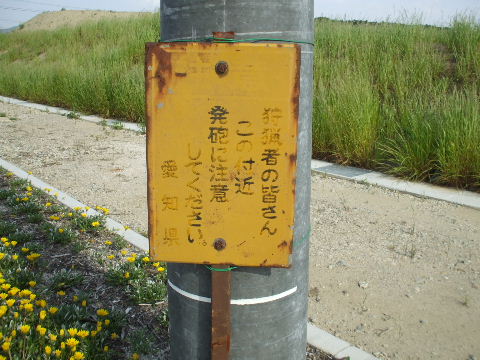 狩猟者の皆さん
この付近
発砲に注意
してください。
愛知県